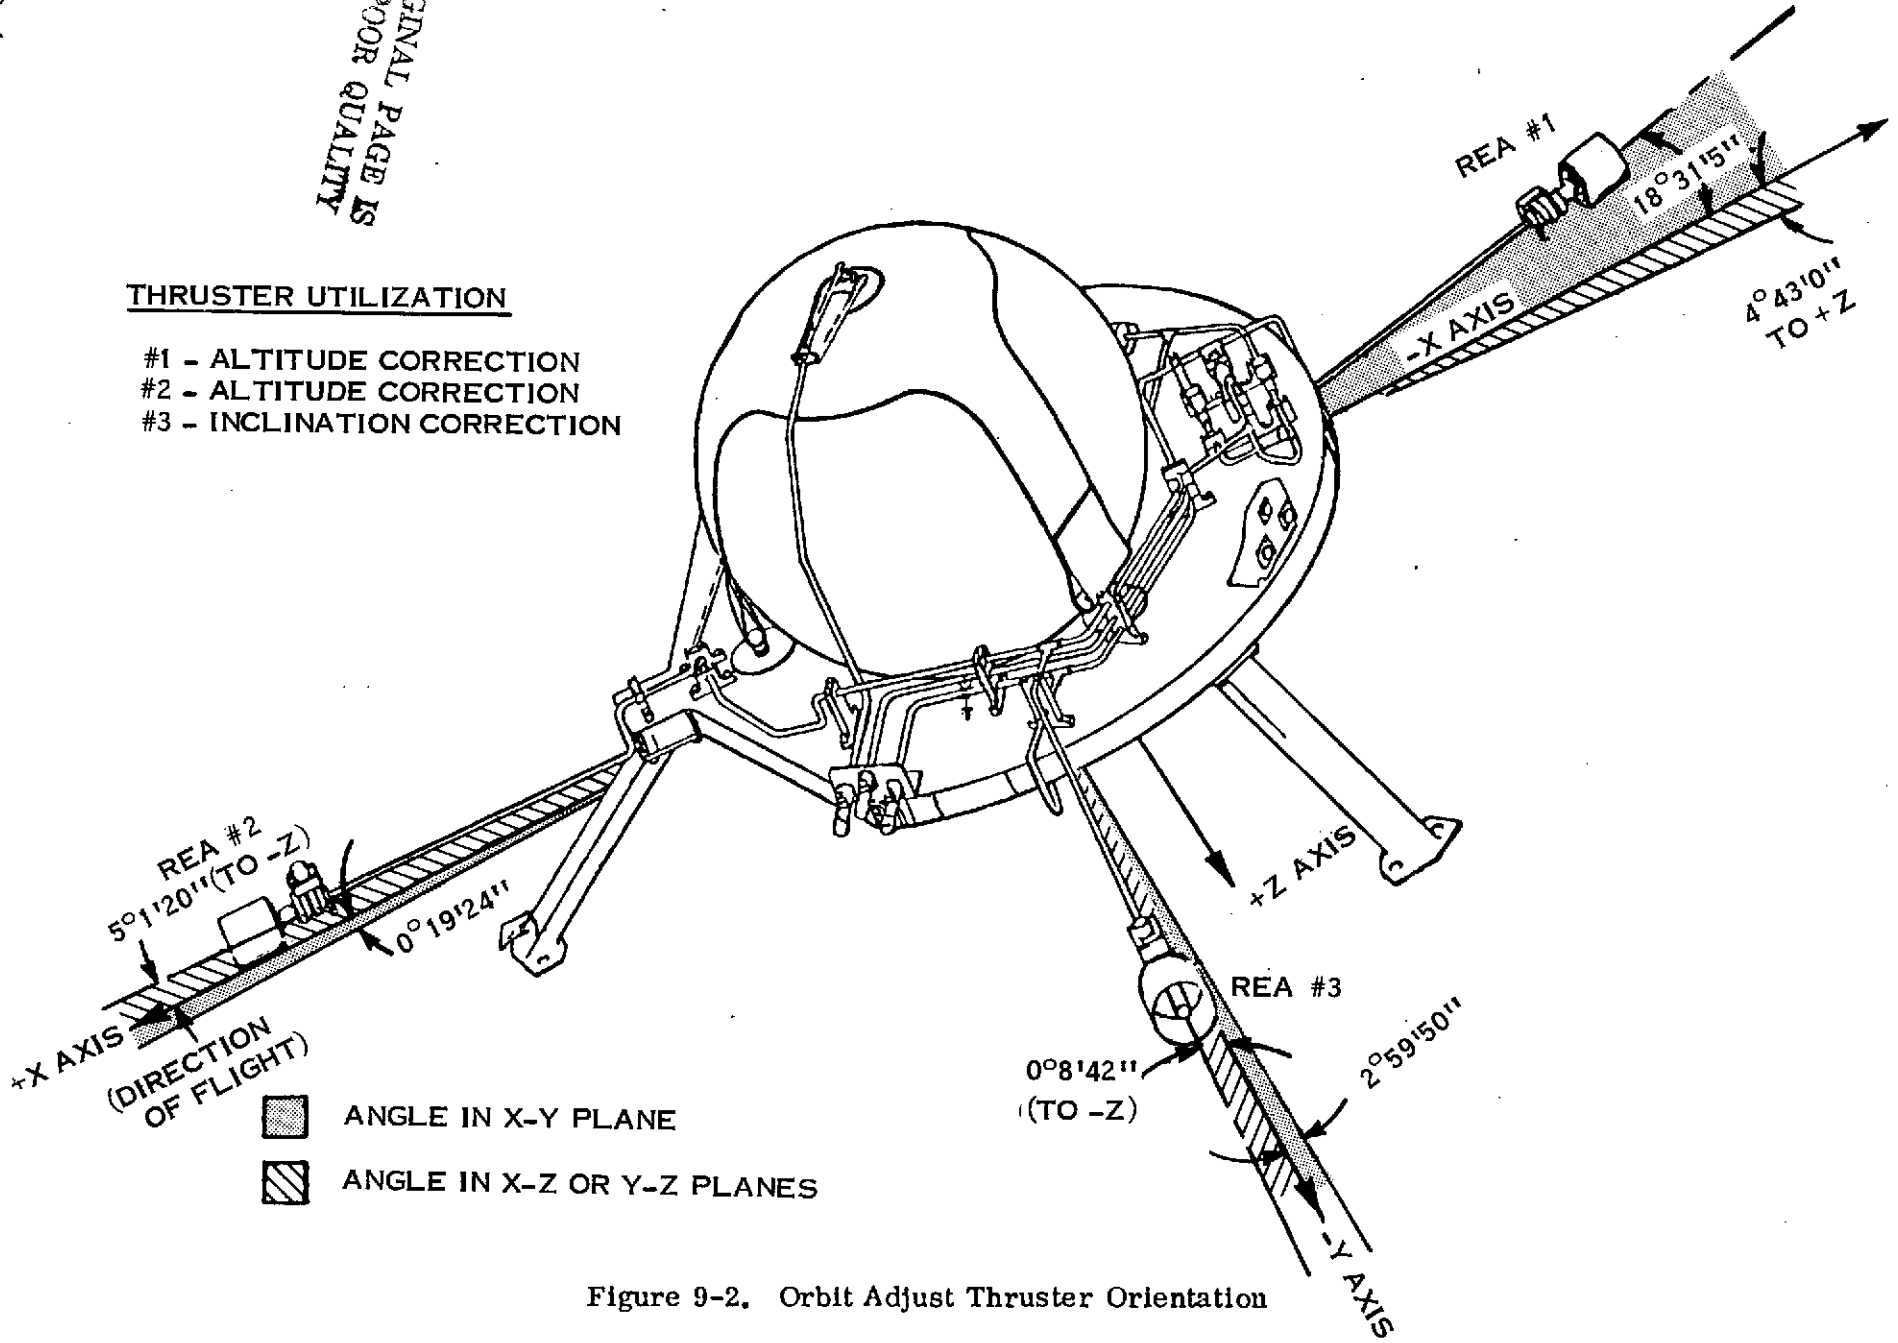 GINAL PAGE IS
POOR QUALITY
THRUSTER UTILIZATION
#1 - ALTITUDE CORRECTION
#2 - ALTITUDE CORRECTION
#3 - INCLINATION CORRECTION
REA #1
18°31'5"
-X AXIS
4°43'0"
TO +Z
REA #2
5°1'20"(TO -Z)
0°19'24"
+X AXIS
(DIRECTION
OF FLIGHT)
+Z AXIS
REA #3
0°8'42"
(TO -Z)
2°59'50"
-Y AXIS
ANGLE IN X-Y PLANE
ANGLE IN X-Z OR Y-Z PLANES
Figure 9-2. Orbit Adjust Thruster Orientation